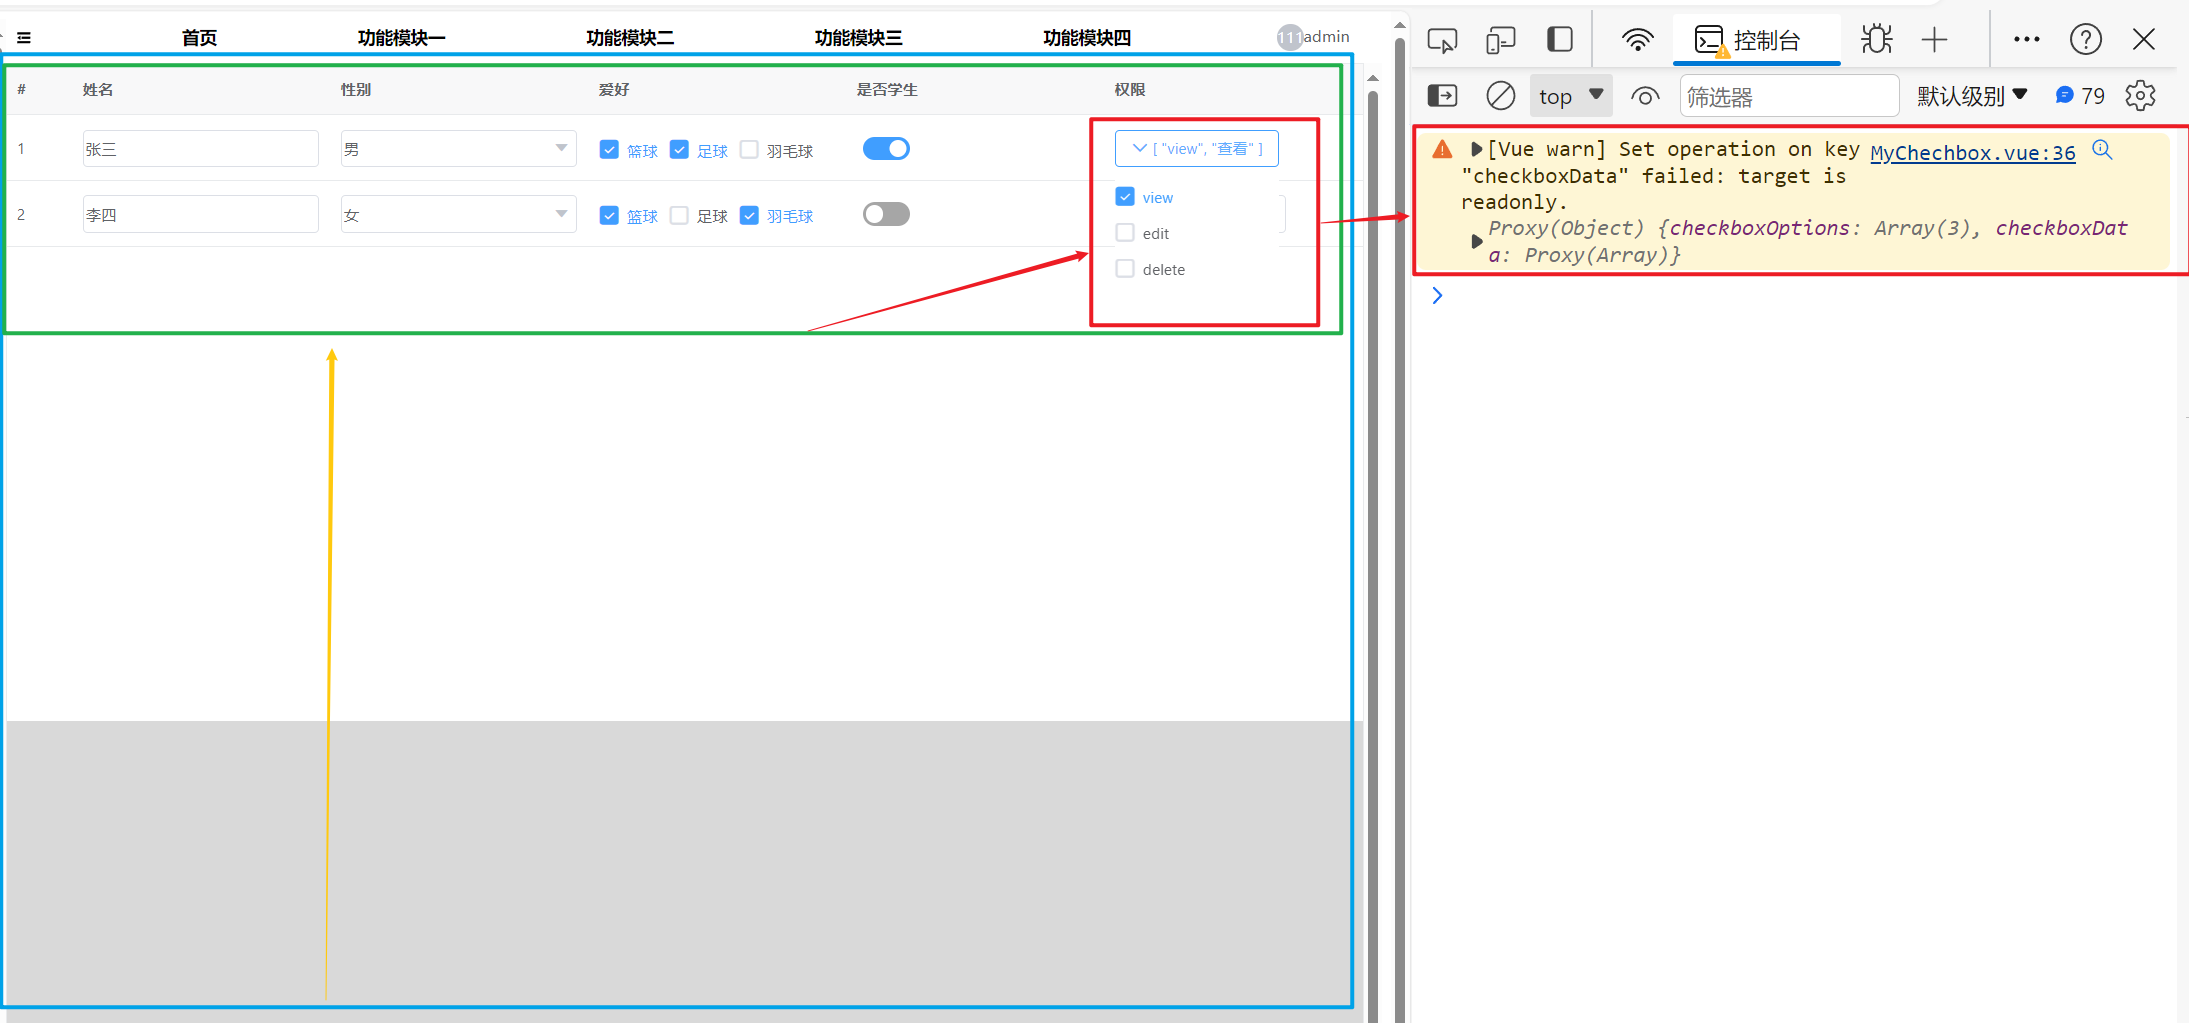 首页 功能模块一 功能模块二 功能模块三 功能模块四 111 admin
# 姓名 性别 爱好 是否学生 权限
1 张三 男 篮球 足球 羽毛球 [ "view", "查看" ]
view
2 李四 女 篮球 足球 羽毛球
edit
delete
控制台
top 筛选器 默认级别 79
[Vue warn] Set operation on key MyChechbox.vue:36
"checkboxData" failed: target is
readonly.
Proxy(Object) {checkboxOptions: Array(3), checkboxDat
a: Proxy(Array)}